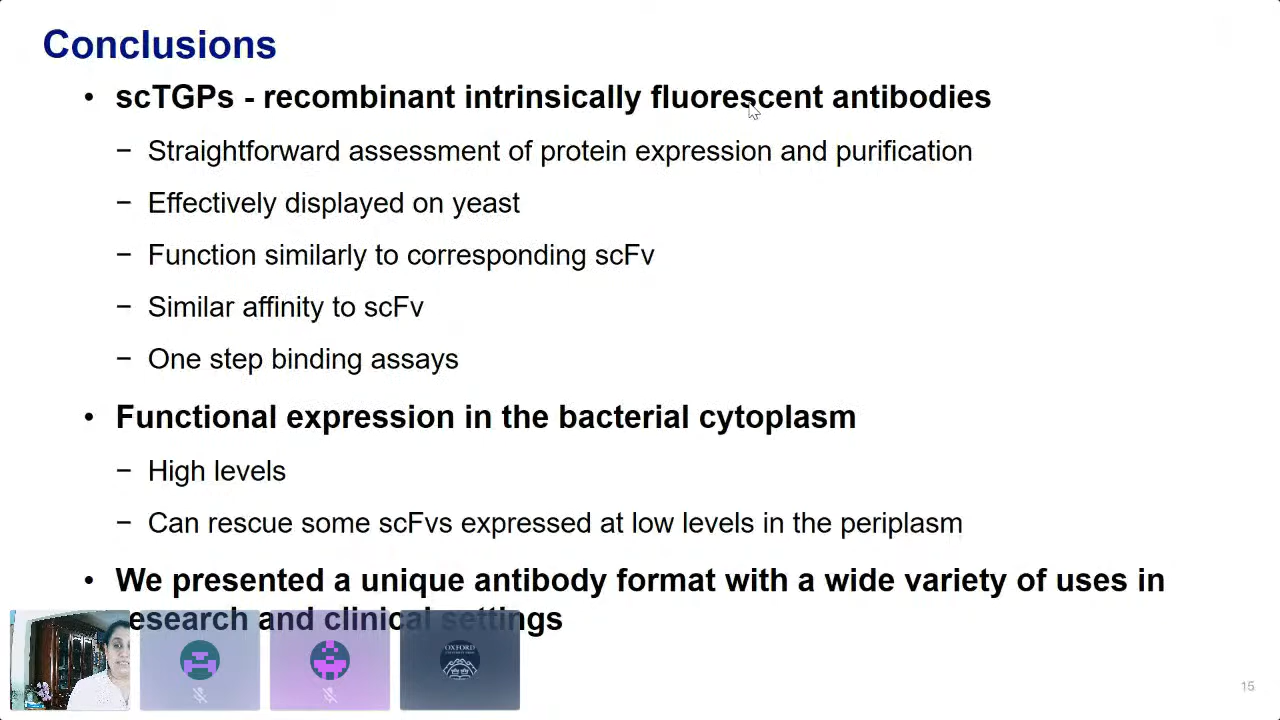 Conclusions
• scTGPs - recombinant intrinsically fluorescent antibodies
− Straightforward assessment of protein expression and purification
− Effectively displayed on yeast
− Function similarly to corresponding scFv
− Similar affinity to scFv
− One step binding assays
• Functional expression in the bacterial cytoplasm
− High levels
− Can rescue some scFvs expressed at low levels in the periplasm
• We presented a unique antibody format with a wide variety of uses in
research and clinical settings
OXFORD
15